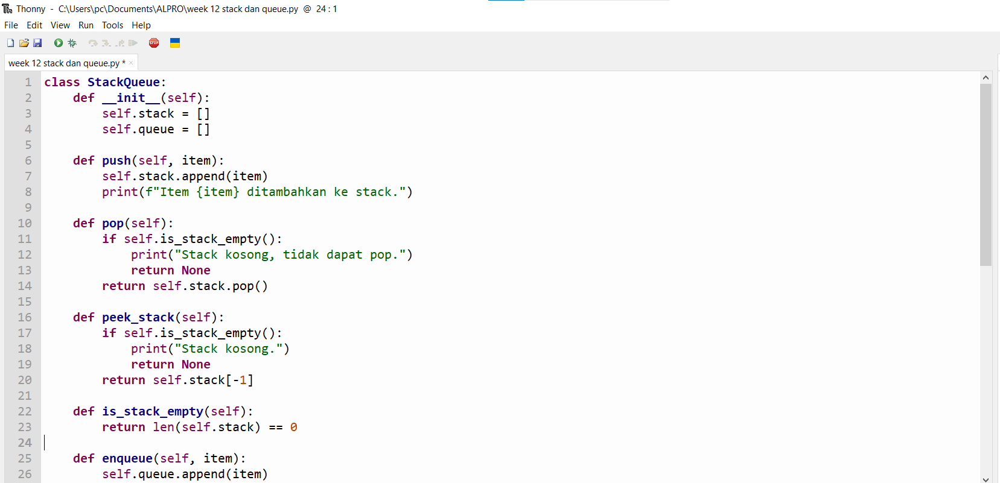 Thonny - C:\Users\pc\Documents\ALPRO\week 12 stack dan queue.py @ 24 : 1
File Edit View Run Tools Help
STOP
week 12 stack dan queue.py * ×
1 class StackQueue:
2     def __init__(self):
3         self.stack = []
4         self.queue = []
5
6     def push(self, item):
7         self.stack.append(item)
8         print(f"Item {item} ditambahkan ke stack.")
9
10     def pop(self):
11         if self.is_stack_empty():
12             print("Stack kosong, tidak dapat pop.")
13             return None
14         return self.stack.pop()
15
16     def peek_stack(self):
17         if self.is_stack_empty():
18             print("Stack kosong.")
19             return None
20         return self.stack[-1]
21
22     def is_stack_empty(self):
23         return len(self.stack) == 0
24
25     def enqueue(self, item):
26         self.queue.append(item)